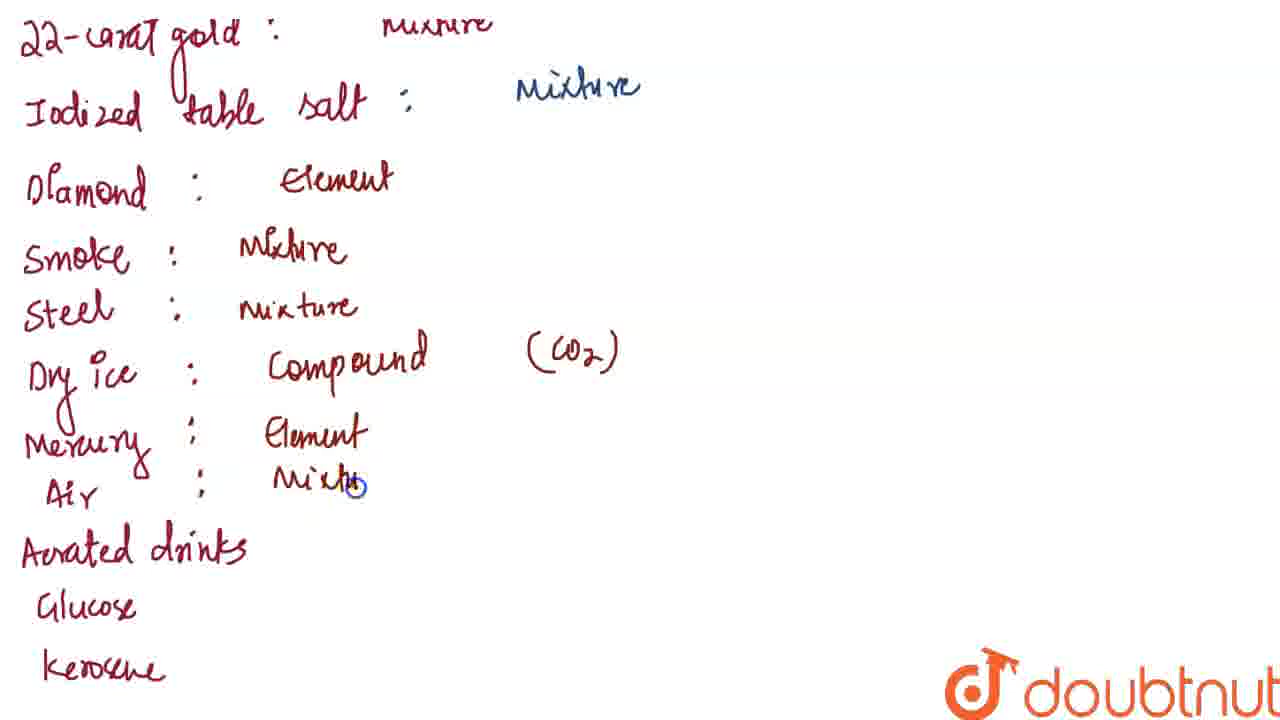 22-carat gold : Mixture
Iodized table salt : Mixture
Diamond : Element
Smoke : Mixture
Steel : Mixture
Dry ice : Compound (CO₂)
Mercury : Element
Air : Mixtu
Aerated drinks
Glucose
Kerosene
doubtnut